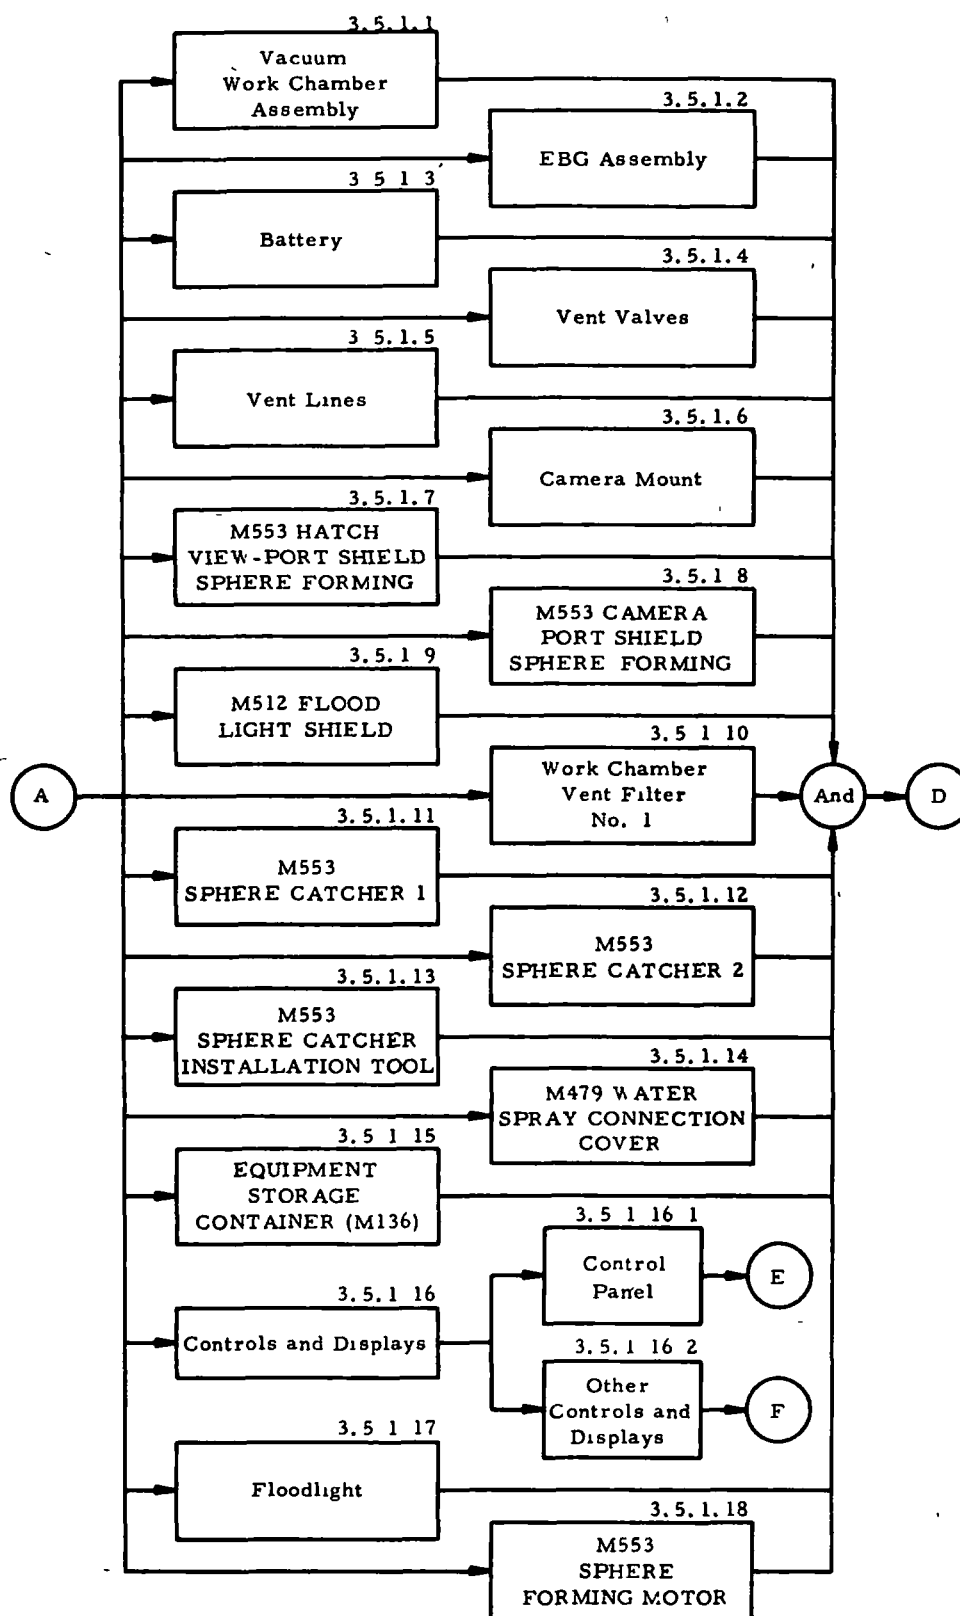 3.5.1.1
Vacuum
Work Chamber
Assembly
3.5.1.2
EBG Assembly
3 5 1 3
Battery
3.5.1.4
Vent Valves
3 5.1.5
Vent Lines
3.5.1.6
Camera Mount
3.5.1.7
M553 HATCH
VIEW-PORT SHIELD
SPHERE FORMING
3.5.1 8
M553 CAMERA
PORT SHIELD
SPHERE FORMING
3.5.1 9
M512 FLOOD
LIGHT SHIELD
3.5 1 10
Work Chamber
Vent Filter
No. 1
A
And
D
3.5.1.11
M553
SPHERE CATCHER 1
3.5.1.12
M553
SPHERE CATCHER 2
3.5.1.13
M553
SPHERE CATCHER
INSTALLATION TOOL
3.5.1.14
M479 WATER
SPRAY CONNECTION
COVER
3.5 1 15
EQUIPMENT
STORAGE
CONTAINER (M136)
3.5 1 16 1
Control
Panel
E
3.5.1 16
Controls and Displays
3.5.1 16 2
Other
Controls and
Displays
F
3.5 1 17
Floodlight
3.5.1.18
M553
SPHERE
FORMING MOTOR